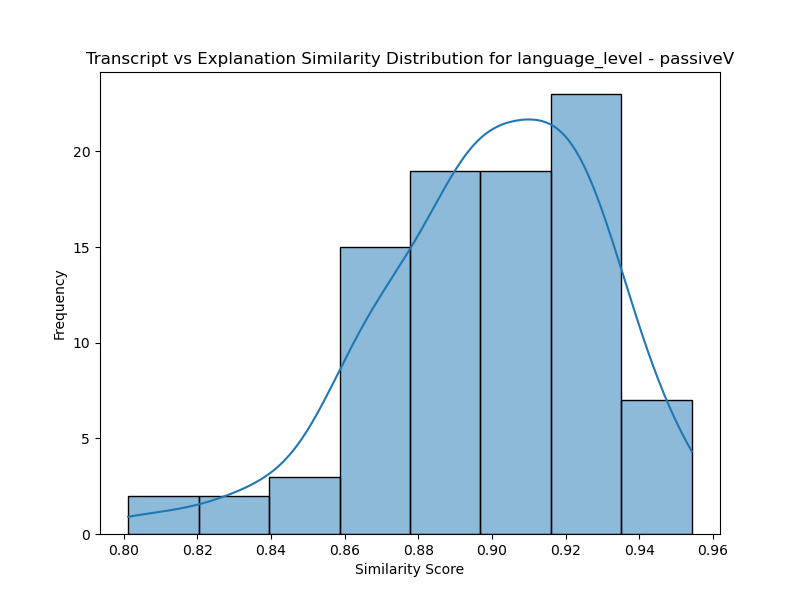 Transcript vs Explanation Similarity Distribution for language_level - passiveV
Frequency
20
15
10
5
0
0.80 0.82 0.84 0.86 0.88 0.90 0.92 0.94 0.96
Similarity Score